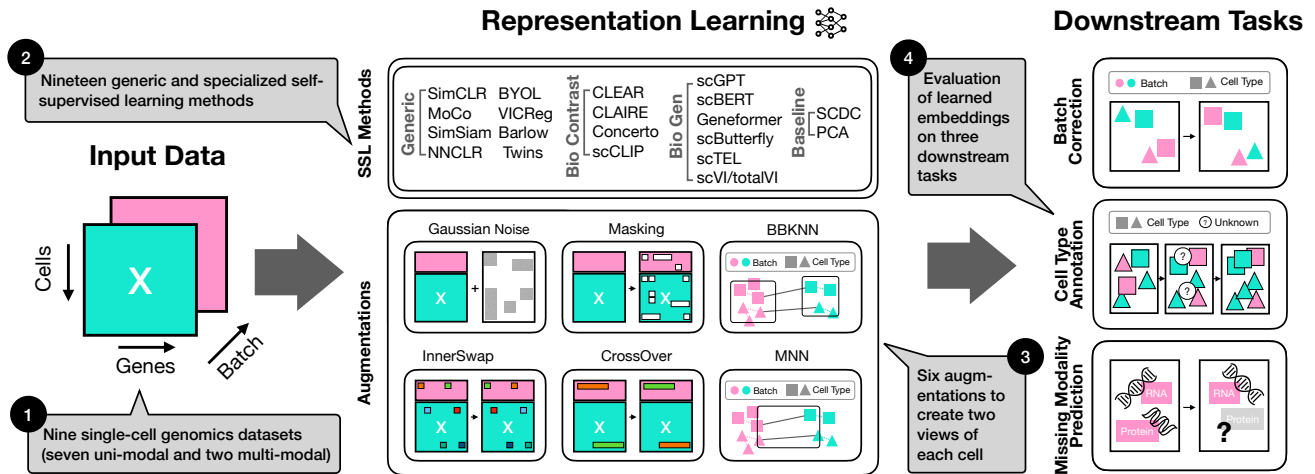 Representation Learning
Downstream Tasks
2
Nineteen generic and specialized self-
supervised learning methods
Input Data
X
Cells
Genes
Batch
1
Nine single-cell genomics datasets
(seven uni-modal and two multi-modal)
SSL Methods
Generic
SimCLR BYOL
MoCo VICReg
SimSiam Barlow
NNCLR Twins
Bio Contrast
CLEAR
CLAIRE
Concerto
scCLIP
Bio Gen
scGPT
scBERT
Geneformer
scButterfly
scTEL
scVI/totalVI
Baseline
SCDC
PCA
Augmentations
Gaussian Noise
X
+
Masking
X
X
BBKNN
Batch Cell Type
InnerSwap
X
X
CrossOver
X
X
MNN
Batch Cell Type
4
Evaluation
of learned
embeddings
on three
downstream
tasks
3
Six augm-
entations to
create two
views of
each cell
Batch
Correction
Batch Cell Type
Cell Type
Annotation
Cell Type ? Unknown
?
?
Missing Modality
Prediction
RNA
Protein
RNA
Protein
?